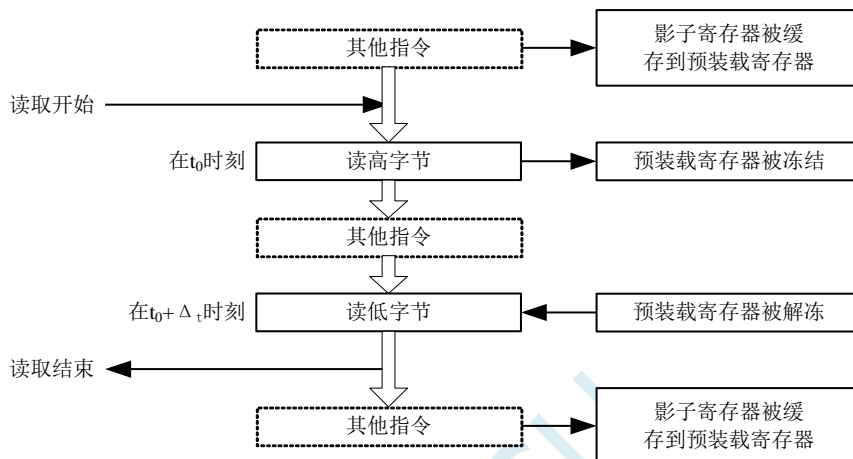 其他指令
影子寄存器被缓
存到预装载寄存器
读取开始
在t₀时刻
读高字节
预装载寄存器被冻结
其他指令
在t₀+Δₜ时刻
读低字节
预装载寄存器被解冻
读取结束
其他指令
影子寄存器被缓
存到预装载寄存器